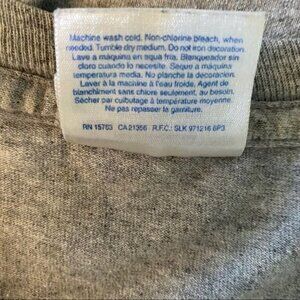 Machine wash cold. Non-chlorine bleach, when
needed. Tumble dry medium. Do not iron decoration.
Lave a máquina en agua fria. Blanqueador sin
cloro cuando lo necesite. Seque a máquina
temperatura media. No plancha la decoración.
Laver à la machine à l'eau froide. Agent de
blanchiment sans chlore seulement, au besoin.
Sécher par culbutage à température moyenne.
Ne pas repasser la garniture.
RN 15763 CA 21356 R.F.C.: SLK 971216 6P3